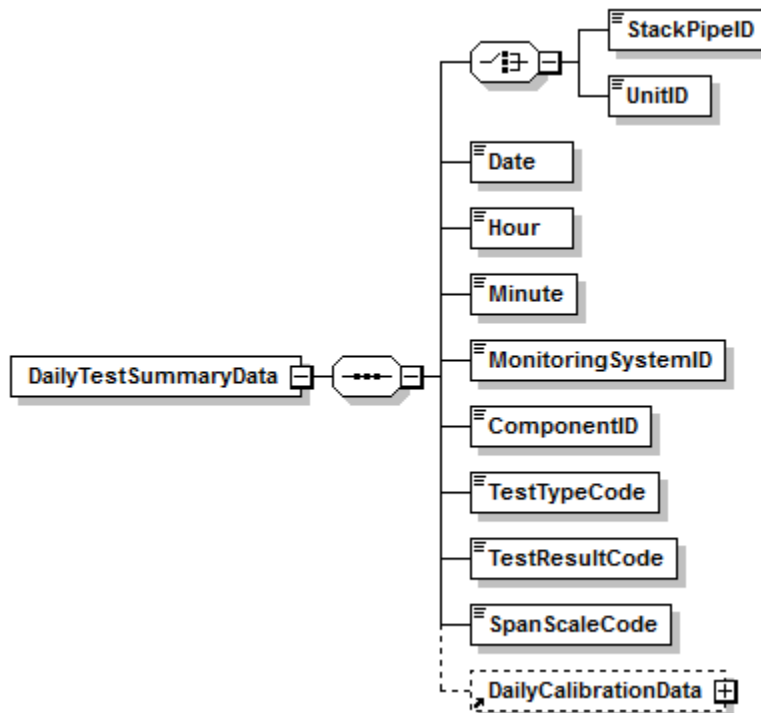 StackPipeID
UnitID
Date
Hour
Minute
DailyTestSummaryData
MonitoringSystemID
ComponentID
TestTypeCode
TestResultCode
SpanScaleCode
DailyCalibrationData